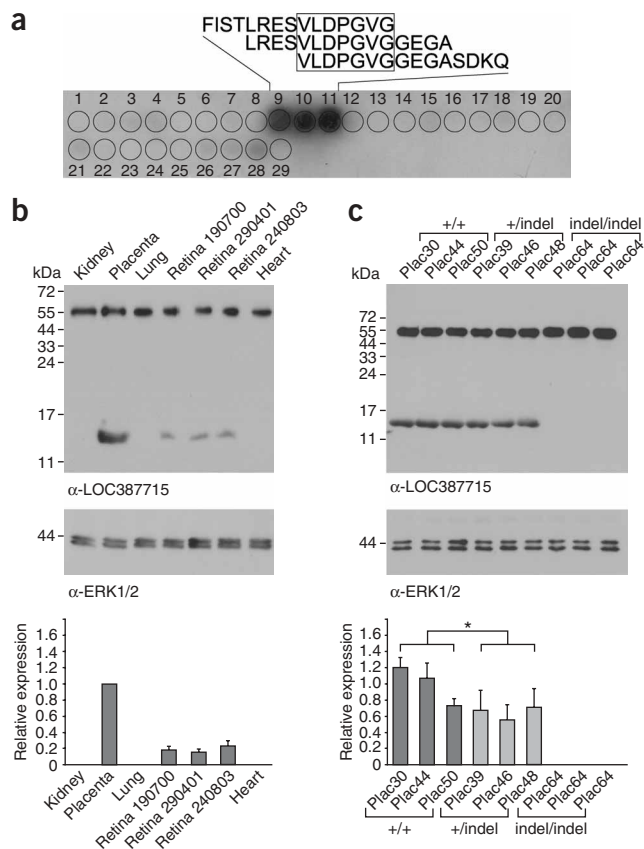 a
FISTLRESVLDPGVG
LRESVLDPGVGGEGA
VLDPGVGGEGASDKQ
1 2 3 4 5 6 7 8 9 10 11 12 13 14 15 16 17 18 19 20
21 22 23 24 25 26 27 28 29
b
kDa
Kidney
Placenta
Lung
Retina 190700
Retina 290401
Retina 240803
Heart
72
55
44
33
24
17
11
α-LOC387715
44
α-ERK1/2
Relative expression
1.6
1.4
1.2
1.0
0.8
0.6
0.4
0.2
0
Kidney
Placenta
Lung
Retina 190700
Retina 290401
Retina 240803
Heart
c
+/+ +/indel indel/indel
kDa
Plac30
Plac44
Plac50
Plac39
Plac46
Plac48
Plac64
Plac64
Plac64
72
55
44
33
24
17
11
α-LOC387715
44
α-ERK1/2
Relative expression
1.6
1.4
1.2
1.0
0.8
0.6
0.4
0.2
0
*
Plac30
Plac44
Plac50
Plac39
Plac46
Plac48
Plac64
Plac64
Plac64
+/+ +/indel indel/indel